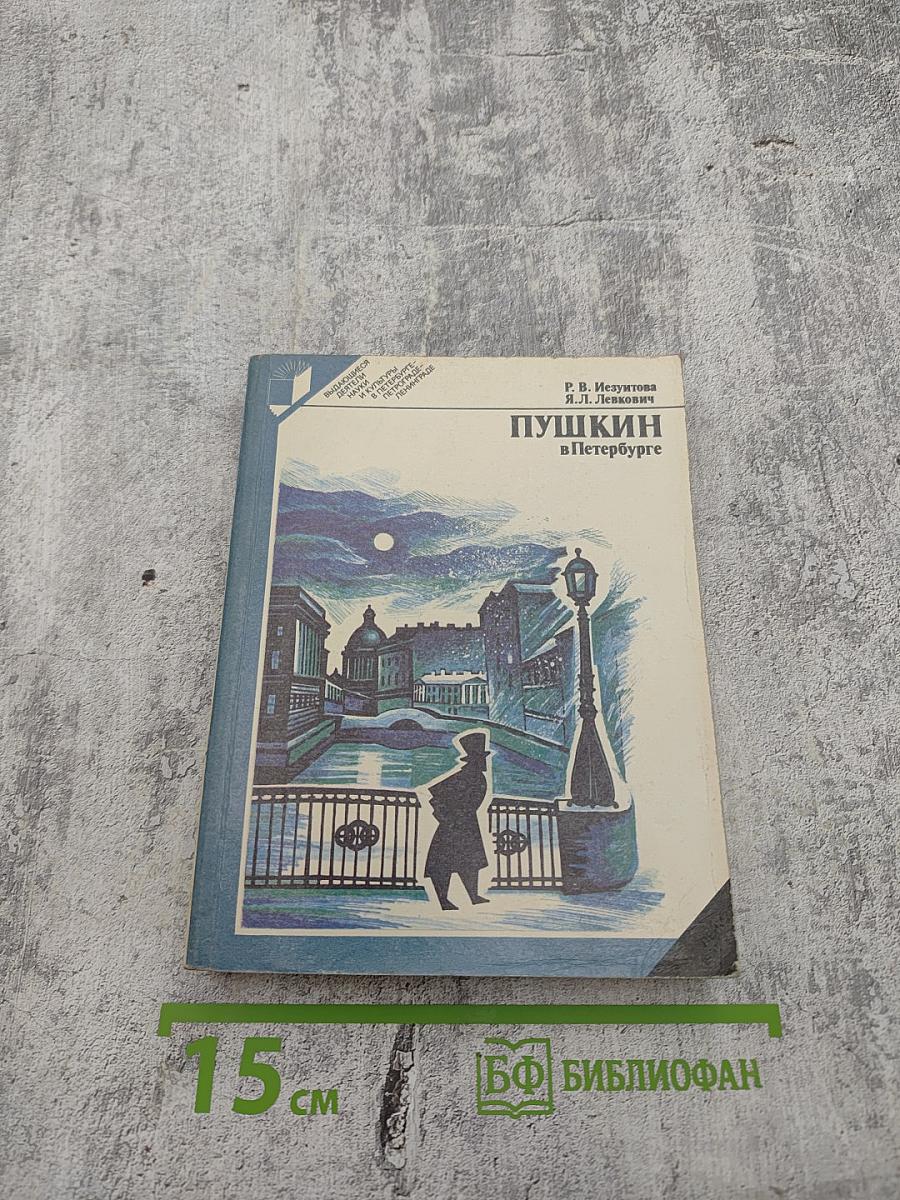 ВЫДАЮЩИЕСЯ
ДЕЯТЕЛИ
НАУКИ
И КУЛЬТУРЫ
В ПЕТЕРБУРГЕ–
ПЕТРОГРАДЕ–
ЛЕНИНГРАДЕ
Р. В. Иезуитова
Я. Л. Левкович
ПУШКИН
в Петербурге
15 см
БФ БИБЛИОФАН